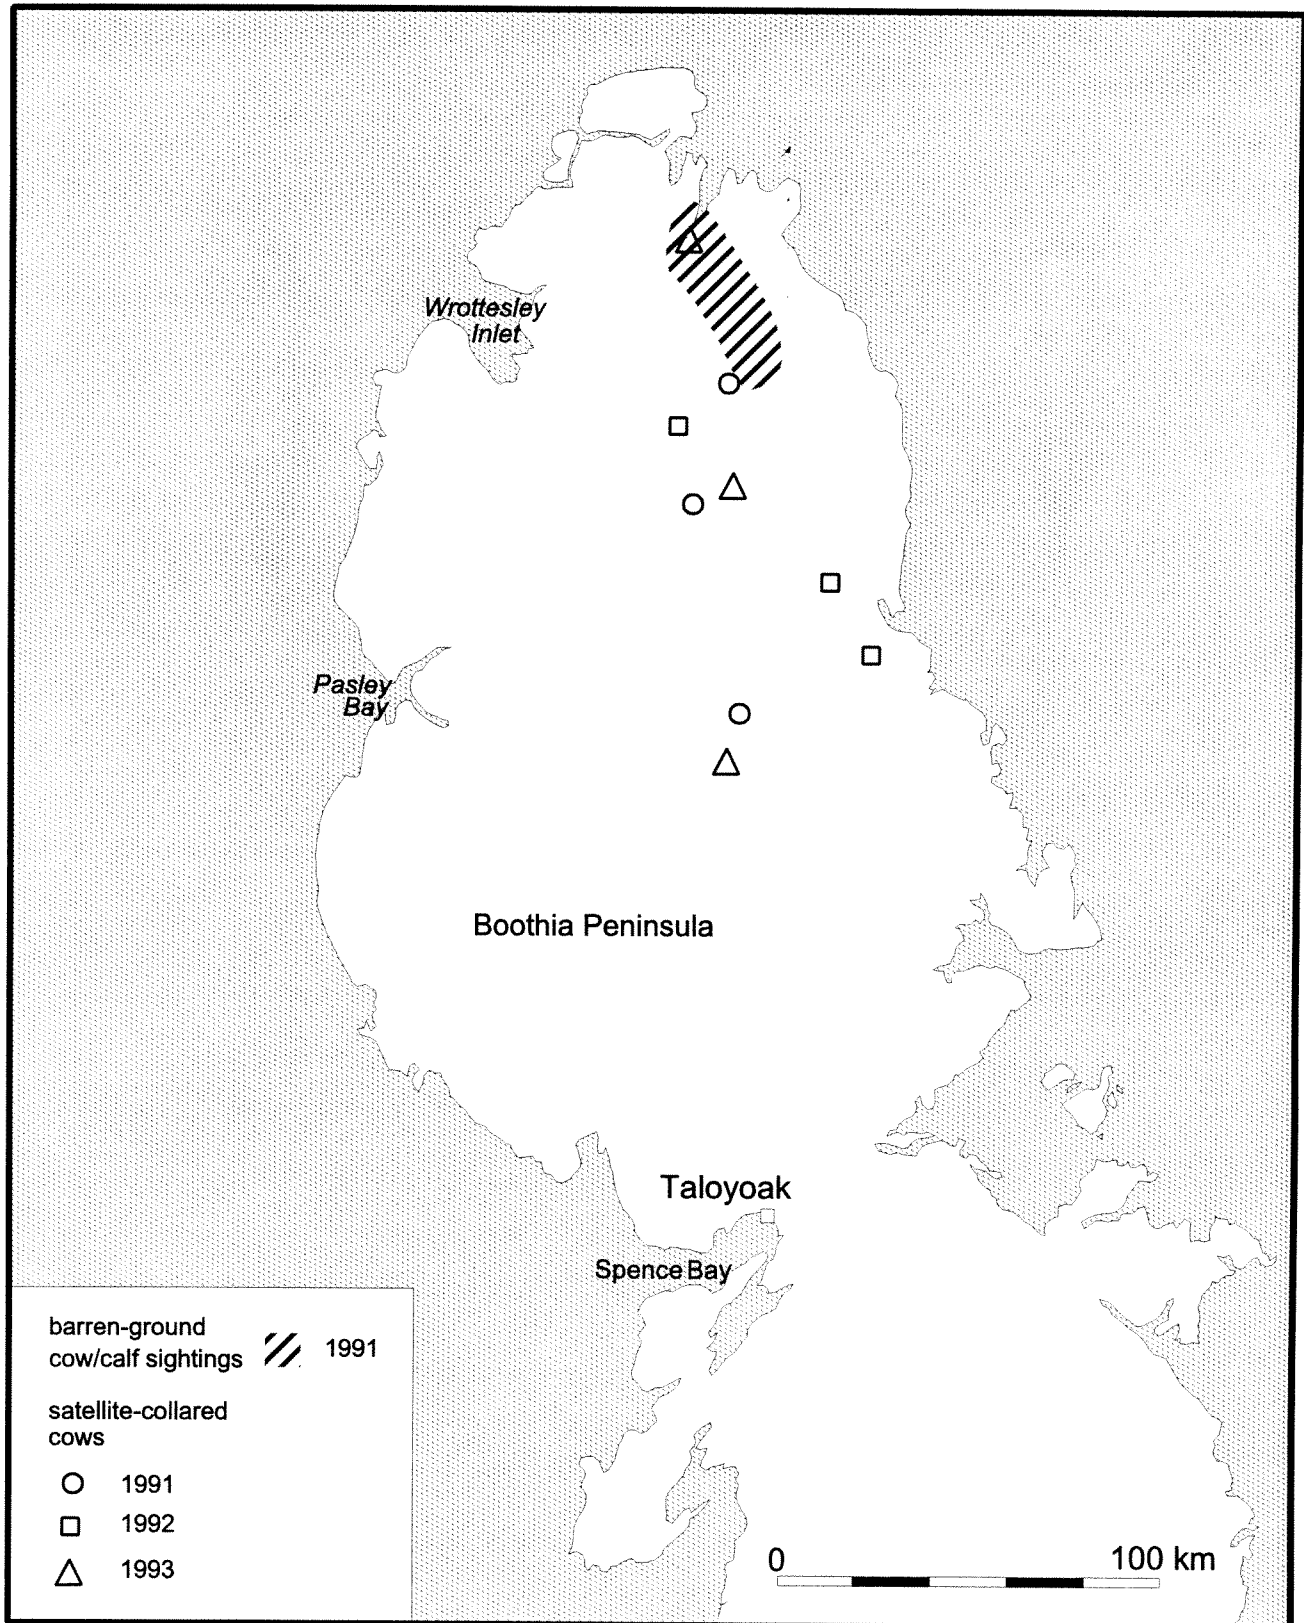 Wrottesley
Inlet
Pasley
Bay
Boothia Peninsula
Taloyoak
Spence Bay
barren-ground
cow/calf sightings 1991
satellite-collared
cows
1991
1992
1993
0 100 km